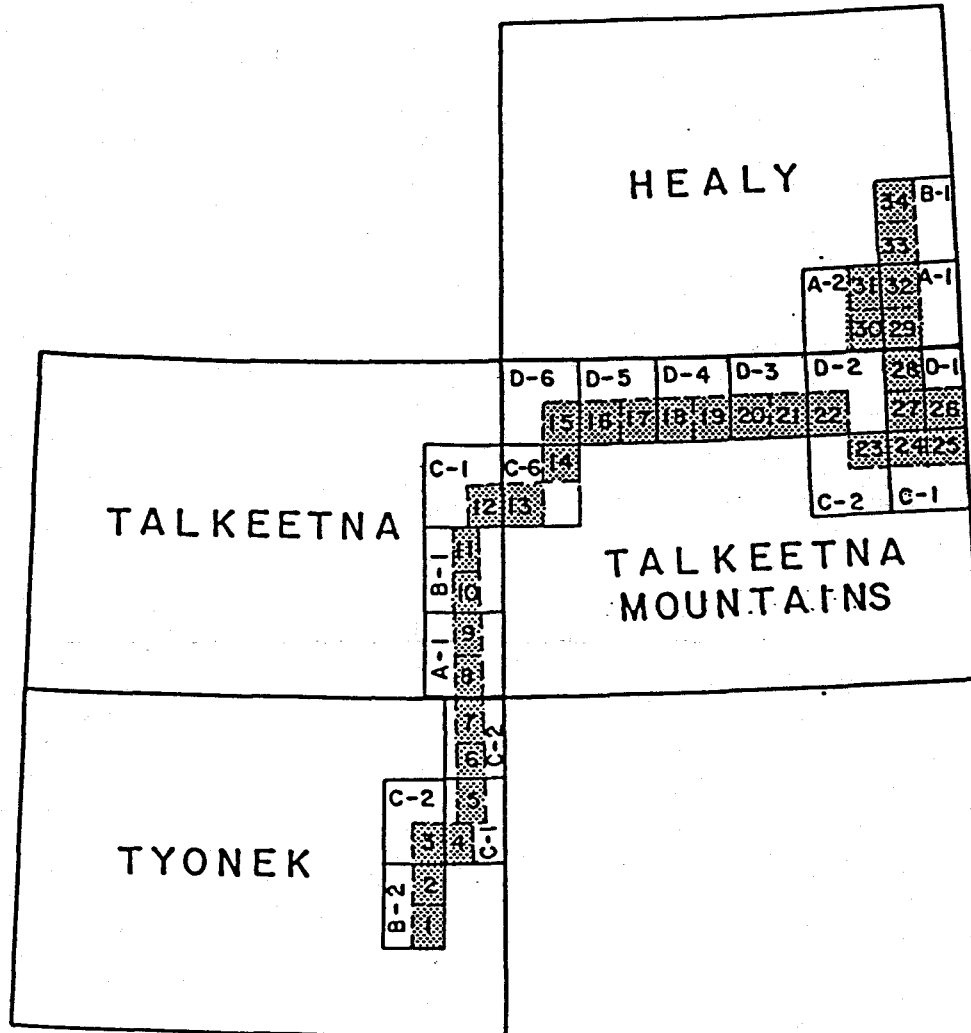 HEALY
34 B-1
33
A-2 31 32 A-1
30 29
D-6 D-5 D-4 D-3 D-2 28 D-1
15 16 17 18 19 20 21 22 27 26
C-1 C-6 14 23 24 25
12 13 C-2 C-1
TALKEETNA
TALKEETNA
MOUNTAINS
B-1 11
10
A-1 9
8
7
6 C-2
C-2 5
3 4 C-1
TYONEK
B-2 2
1